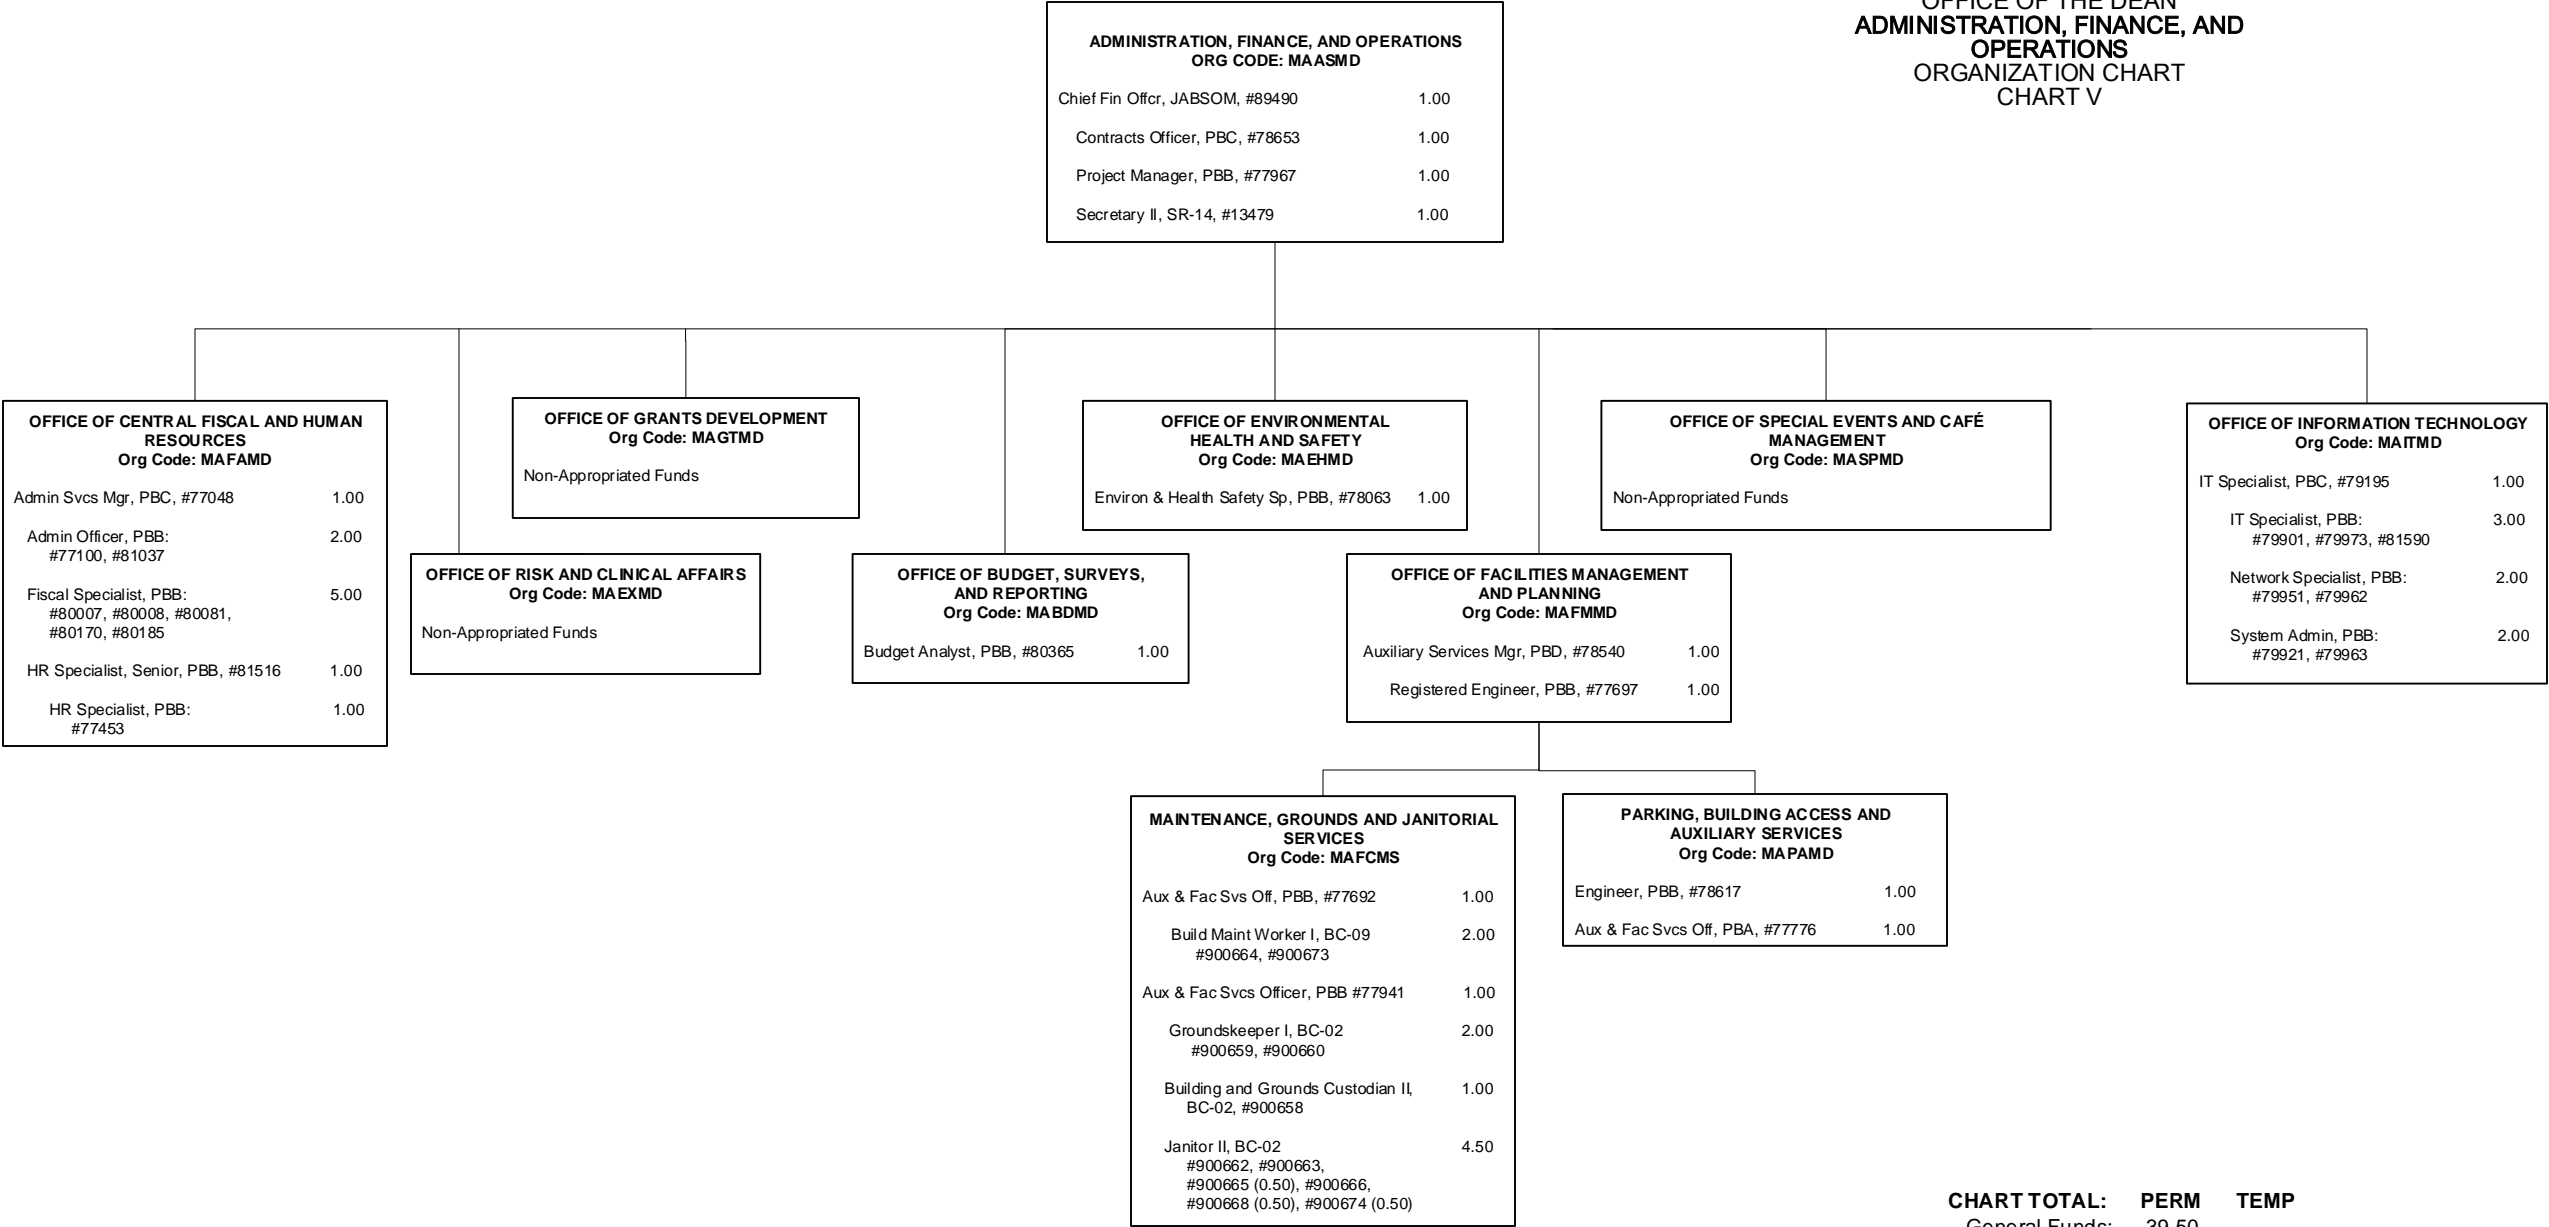 OFFICE OF THE DEAN
ADMINISTRATION, FINANCE, AND
OPERATIONS
ORGANIZATION CHART
CHART V
ADMINISTRATION, FINANCE, AND OPERATIONS
ORG CODE: MAASMD
Chief Fin Offcr, JABSOM, #89490 1.00
Contracts Officer, PBC, #78653 1.00
Project Manager, PBB, #77967 1.00
Secretary II, SR-14, #13479 1.00
OFFICE OF CENTRAL FISCAL AND HUMAN
RESOURCES
Org Code: MAFAMD
Admin Svcs Mgr, PBC, #77048 1.00
Admin Officer, PBB: 2.00
#77100, #81037
Fiscal Specialist, PBB: 5.00
#80007, #80008, #80081,
#80170, #80185
HR Specialist, Senior, PBB, #81516 1.00
HR Specialist, PBB: 1.00
#77453
OFFICE OF GRANTS DEVELOPMENT
Org Code: MAGTMD
Non-Appropriated Funds
OFFICE OF RISK AND CLINICAL AFFAIRS
Org Code: MAEXMD
Non-Appropriated Funds
OFFICE OF BUDGET, SURVEYS,
AND REPORTING
Org Code: MABDMD
Budget Analyst, PBB, #80365 1.00
OFFICE OF ENVIRONMENTAL
HEALTH AND SAFETY
Org Code: MAEHMD
Environ & Health Safety Sp, PBB, #78063 1.00
OFFICE OF FACILITIES MANAGEMENT
AND PLANNING
Org Code: MAFMMD
Auxiliary Services Mgr, PBD, #78540 1.00
Registered Engineer, PBB, #77697 1.00
OFFICE OF SPECIAL EVENTS AND CAFÉ
MANAGEMENT
Org Code: MASPMD
Non-Appropriated Funds
OFFICE OF INFORMATION TECHNOLOGY
Org Code: MAITMD
IT Specialist, PBC, #79195 1.00
IT Specialist, PBB: 3.00
#79901, #79973, #81590
Network Specialist, PBB: 2.00
#79951, #79962
System Admin, PBB: 2.00
#79921, #79963
MAINTENANCE, GROUNDS AND JANITORIAL
SERVICES
Org Code: MAFCMS
Aux & Fac Svs Off, PBB, #77692 1.00
Build Maint Worker I, BC-09 2.00
#900664, #900673
Aux & Fac Svcs Officer, PBB #77941 1.00
Groundskeeper I, BC-02 2.00
#900659, #900660
Building and Grounds Custodian II, 1.00
BC-02, #900658
Janitor II, BC-02 4.50
#900662, #900663,
#900665 (0.50), #900666,
#900668 (0.50), #900674 (0.50)
PARKING, BUILDING ACCESS AND
AUXILIARY SERVICES
Org Code: MAPAMD
Engineer, PBB, #78617 1.00
Aux & Fac Svcs Off, PBA, #77776 1.00
CHART TOTAL: PERM TEMP
General Funds: 39.50